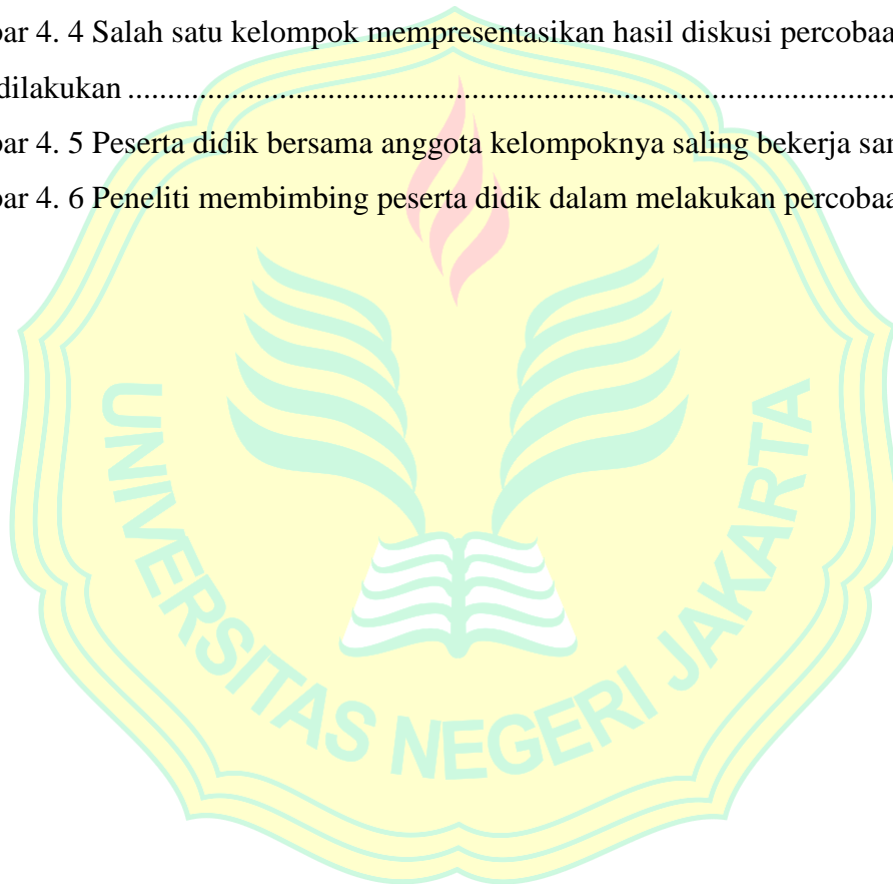 bar 4. 4 Salah satu kelompok mempresentasikan hasil diskusi percobaa
dilakukan ....................................................................................................
bar 4. 5 Peserta didik bersama anggota kelompoknya saling bekerja sa
bar 4. 6 Peneliti membimbing peserta didik dalam melakukan percobaa
UNIVERSITAS NEGERI JAKARTA